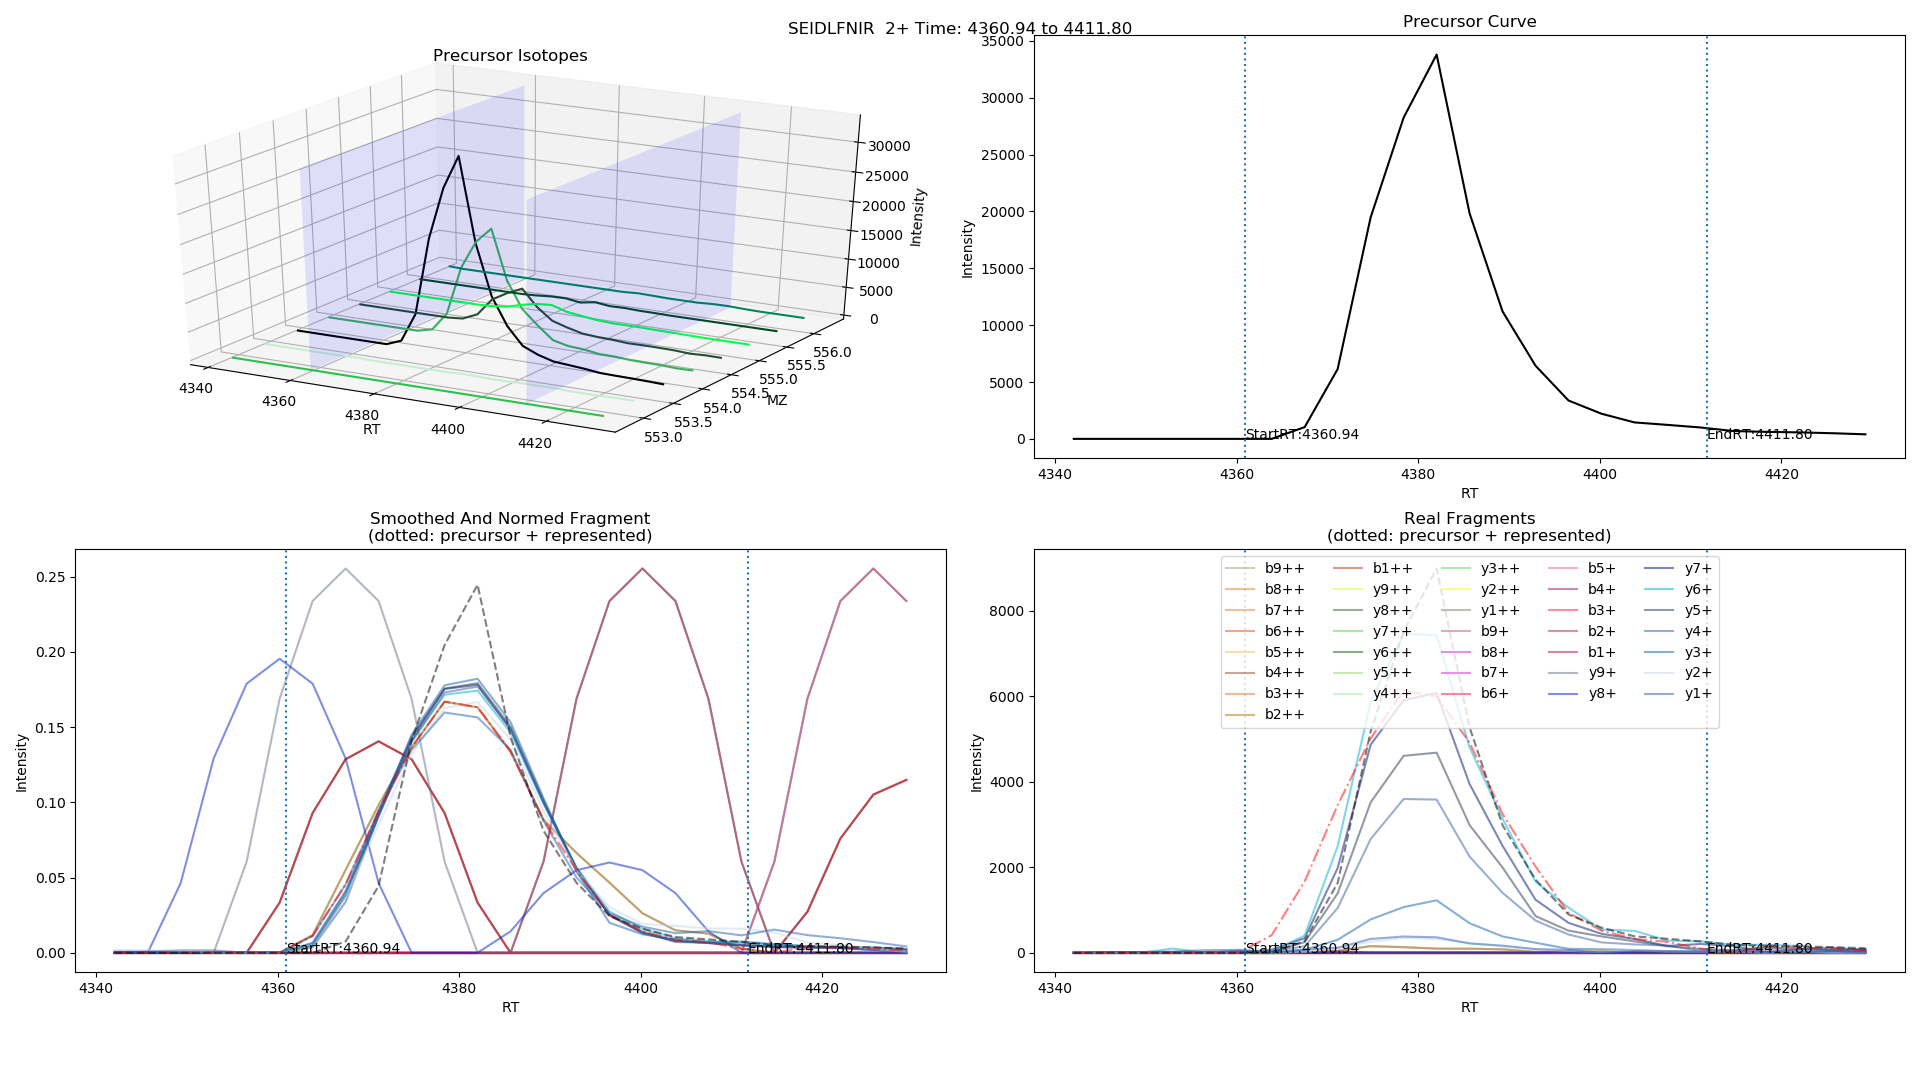 SEIDLFNIR  2+ Time: 4360.94 to 4411.80
Precursor Isotopes
30000
25000
20000
15000
10000
5000
0
Intensity
4340
4360
4380
4400
4420
RT
553.0
553.5
554.0
554.5
555.0
555.5
556.0
MZ
Precursor Curve
35000
30000
25000
20000
15000
10000
5000
0
Intensity
StartRT:4360.94
EndRT:4411.80
4340
4360
4380
4400
4420
RT
Smoothed And Normed Fragment
(dotted: precursor + represented)
0.25
0.20
0.15
0.10
0.05
0.00
Intensity
StartRT:4360.94
EndRT:4411.80
4340
4360
4380
4400
4420
RT
Real Fragments
(dotted: precursor + represented)
b9++
b8++
b7++
b6++
b5++
b4++
b3++
b2++
b1++
y9++
y8++
y7++
y6++
y5++
y4++
y3++
y2++
y1++
b9+
b8+
b7+
b6+
b5+
b4+
b3+
b2+
b1+
y9+
y8+
y7+
y6+
y5+
y4+
y3+
y2+
y1+
8000
6000
4000
2000
0
Intensity
StartRT:4360.94
EndRT:4411.80
4340
4360
4380
4400
4420
RT